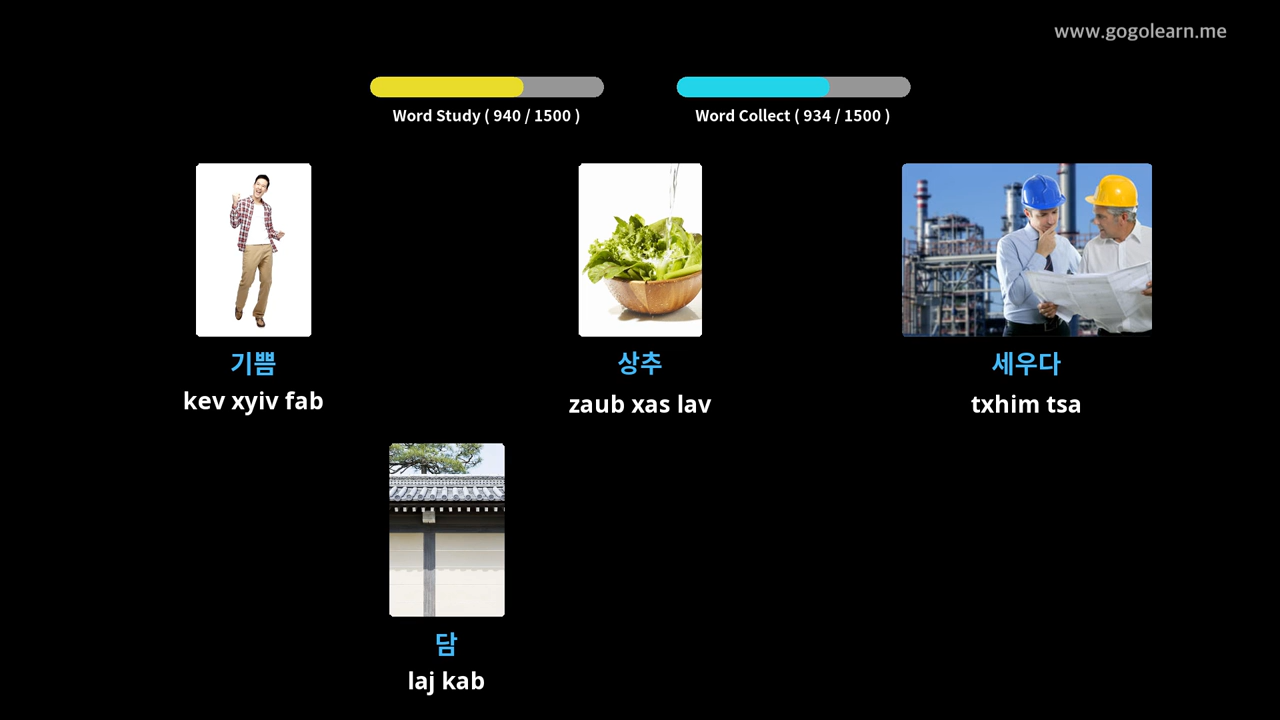 www.gogolearn.me
Word Study ( 940 / 1500 )
Word Collect ( 934 / 1500 )
기쁨
kev xyiv fab
상추
zaub xas lav
세우다
txhim tsa
담
laj kab